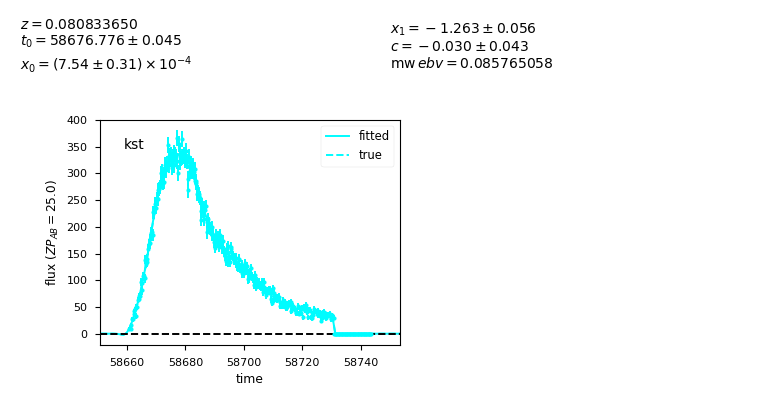 z = 0.080833650
t₀ = 58676.776 ± 0.045
x₀ = (7.54 ± 0.31) × 10⁻⁴
x₁ = −1.263 ± 0.056
c = −0.030 ± 0.043
mw ebv = 0.085765058
400
350
300
250
200
150
100
50
0
flux (ZP_AB = 25.0)
kst
fitted
true
58660 58680 58700 58720 58740
time